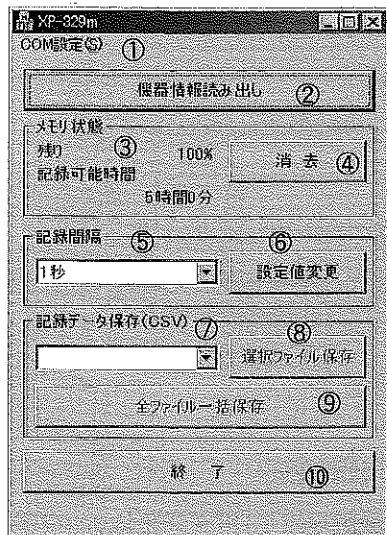 XP-329m
COM設定(S) ①
機器情報読み出し ②
メモリ状態
残り ③ 100%
記録可能時間
5時間0分
消 去 ④
記録間隔 ⑤
1秒
⑥
設定値変更
記録データ保存(CSV) ⑦
⑧
選択ファイル保存
全ファイル一括保存 ⑨
終 了 ⑩